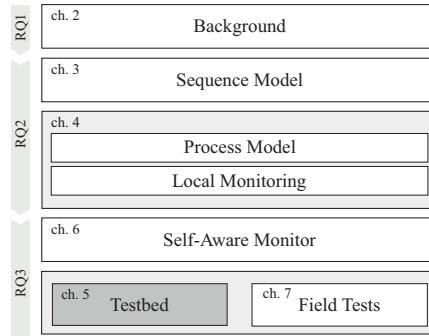 RQ1
ch. 2
Background
RQ2
ch. 3
Sequence Model
ch. 4
Process Model
Local Monitoring
RQ3
ch. 6
Self-Aware Monitor
ch. 5
Testbed
ch. 7
Field Tests